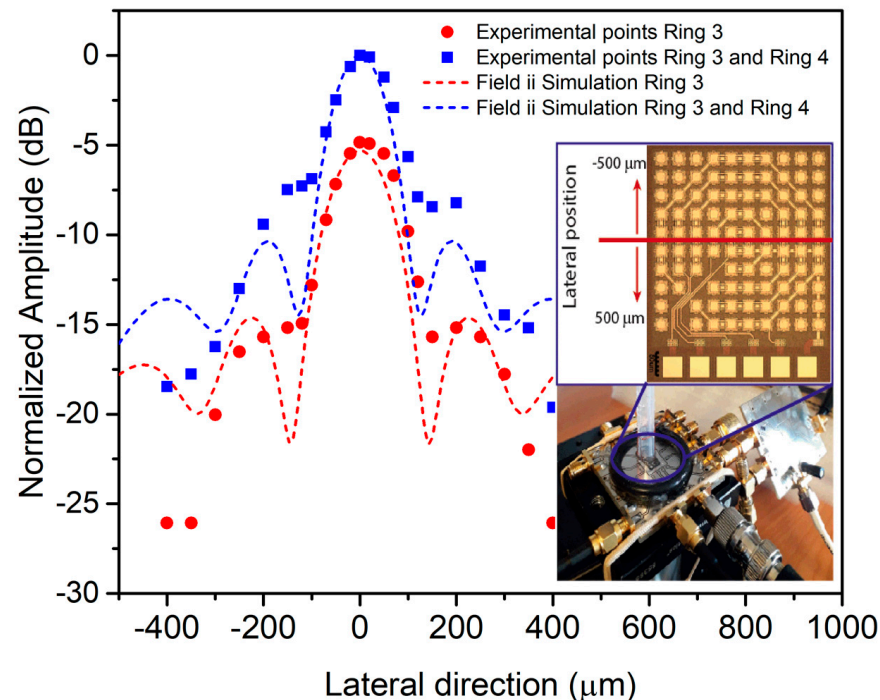 Experimental points Ring 3
Experimental points Ring 3 and Ring 4
Field ii Simulation Ring 3
Field ii Simulation Ring 3 and Ring 4
Normalized Amplitude (dB)
0
-5
-10
-15
-20
-25
-30
-400
-200
0
200
400
600
800
1000
Lateral direction (μm)
Lateral position
-500 μm
500 μm